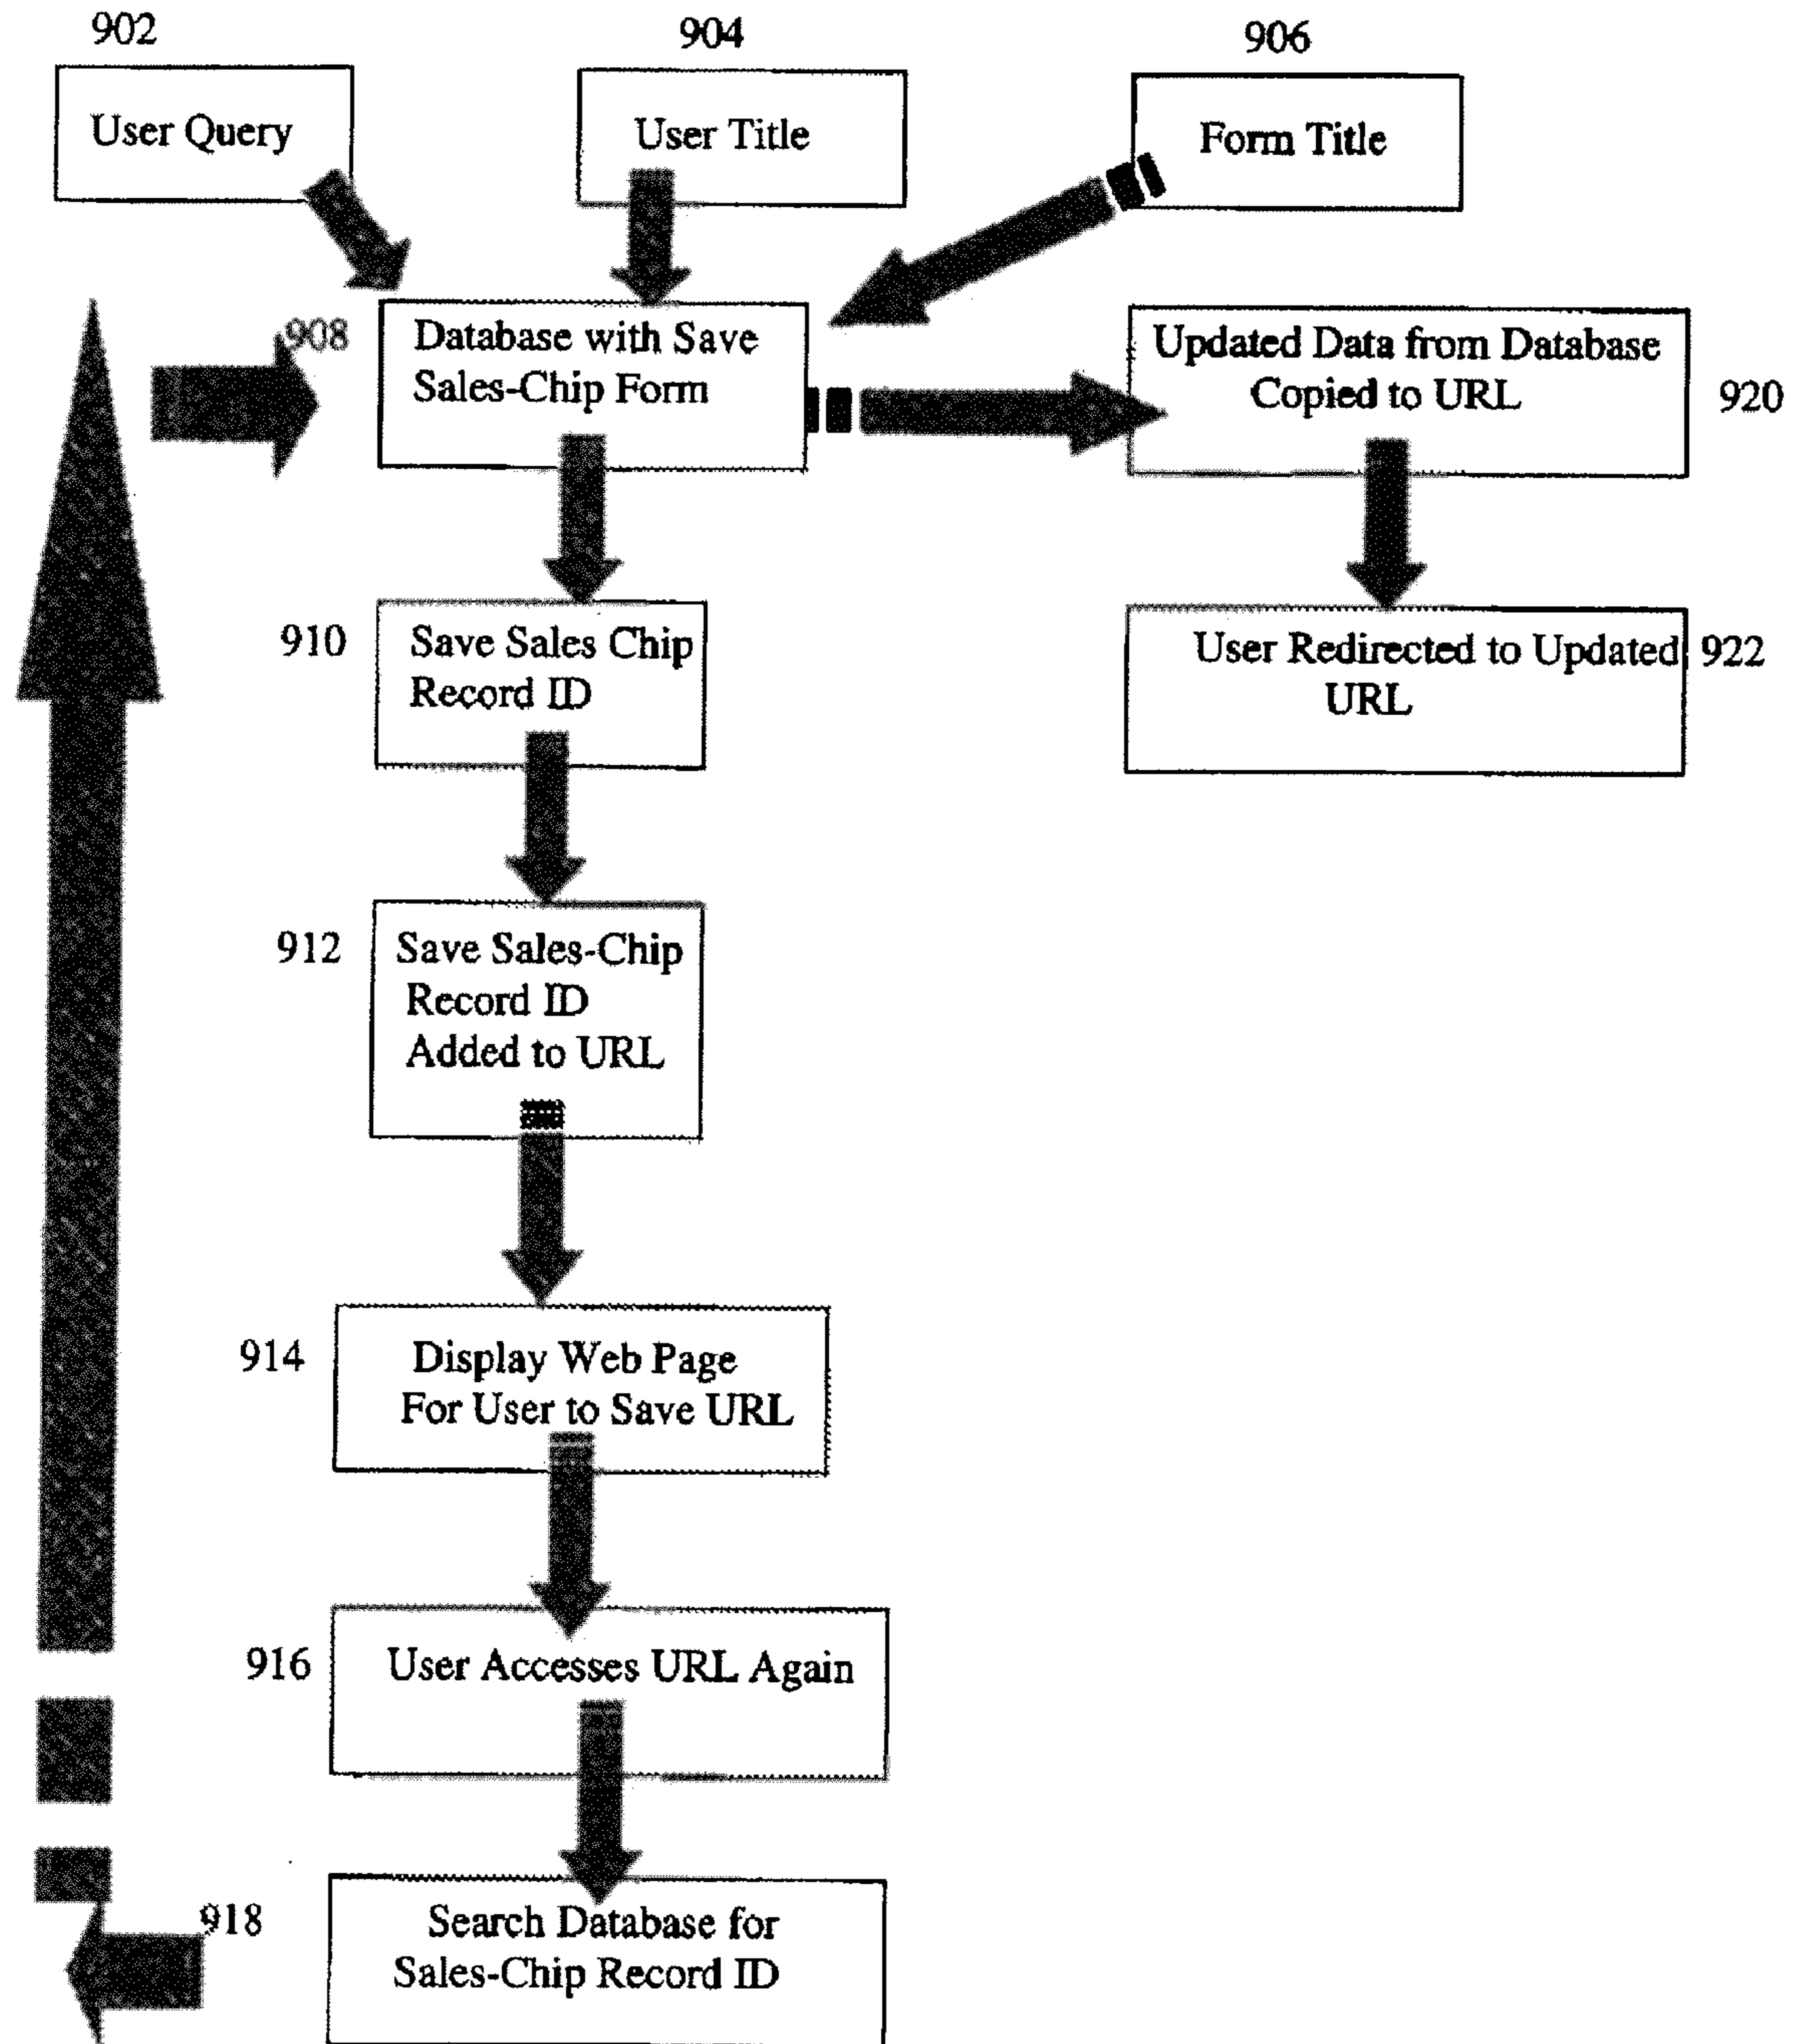 902
904
906
User Query
User Title
Form Title
908
Database with Save
Sales-Chip Form
Updated Data from Database
Copied to URL
920
910
Save Sales Chip
Record ID
User Redirected to Updated
URL
922
912
Save Sales-Chip
Record ID
Added to URL
914
Display Web Page
For User to Save URL
916
User Accesses URL Again
918
Search Database for
Sales-Chip Record ID